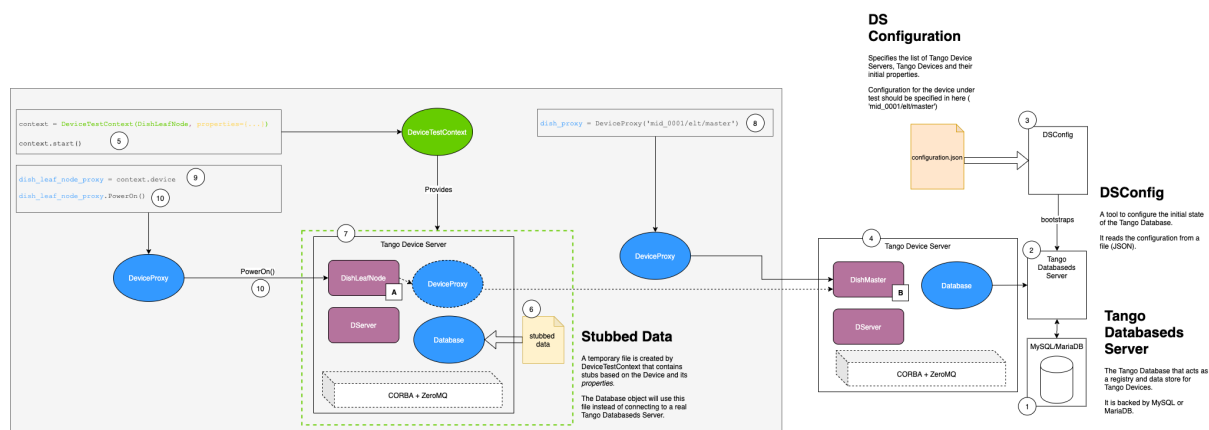 DS
Configuration
Specifies the list of Tango Device
Servers, Tango Devices and their
initial properties.
Configuration for the device under
test should be specified in here (
'mid_0001/elt/master')
context = DeviceTestContext(DishLeafNode, properties={...})
context.start()
5
DeviceTestContext
dish_proxy = DeviceProxy('mid_0001/elt/master')
8
3
DSConfig
configuration.json
dish_leaf_node_proxy = context.device
9
dish_leaf_node_proxy.PowerOn()
10
Provides
DSConfig
A tool to configure the initial state
of the Tango Database.
It reads the configuration from a
file (JSON).
bootstraps
7
Tango Device Server
4
Tango Device Server
2
Tango
Databaseds
Server
DeviceProxy
PowerOn()
10
DishLeafNode
A
DeviceProxy
DeviceProxy
DishMaster
B
Database
DServer
Database
6
stubbed
data
DServer
CORBA + ZeroMQ
Stubbed Data
A temporary file is created by
DeviceTestContext that contains
stubs based on the Device and its
properties.
The Database object will use this
file instead of connecting to a real
Tango Databaseds Server.
CORBA + ZeroMQ
MySQL/MariaDB
1
Tango
Databaseds
Server
The Tango Database that acts as
a registry and data store for
Tango Devices.
It is backed by MySQL or
MariaDB.